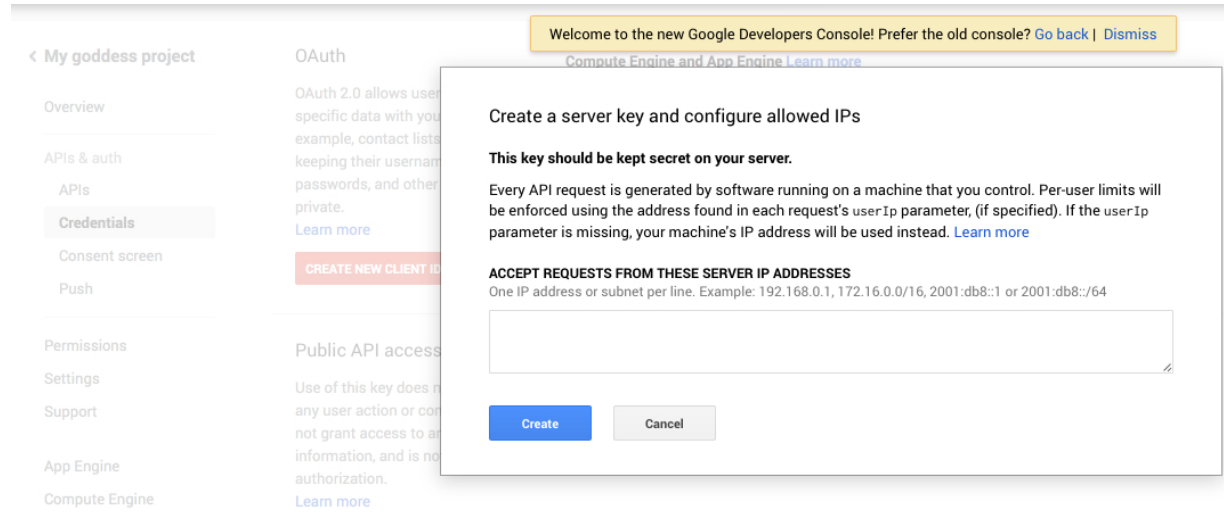 Welcome to the new Google Developers Console! Prefer the old console? Go back | Dismiss
< My goddess project
Overview
APIs & auth
APIs
Credentials
Consent screen
Push
Permissions
Settings
Support
App Engine
Compute Engine
OAuth
OAuth 2.0 allows user
specific data with you
example, contact lists
keeping their usernam
passwords, and other
private.
Learn more
CREATE NEW CLIENT ID
Public API access
Use of this key does n
any user action or con
not grant access to an
information, and is no
authorization.
Learn more
Compute Engine and App Engine Learn more
Create a server key and configure allowed IPs
This key should be kept secret on your server.
Every API request is generated by software running on a machine that you control. Per-user limits will
be enforced using the address found in each request's userIp parameter, (if specified). If the userIp
parameter is missing, your machine's IP address will be used instead. Learn more
ACCEPT REQUESTS FROM THESE SERVER IP ADDRESSES
One IP address or subnet per line. Example: 192.168.0.1, 172.16.0.0/16, 2001:db8::1 or 2001:db8::/64
Create
Cancel